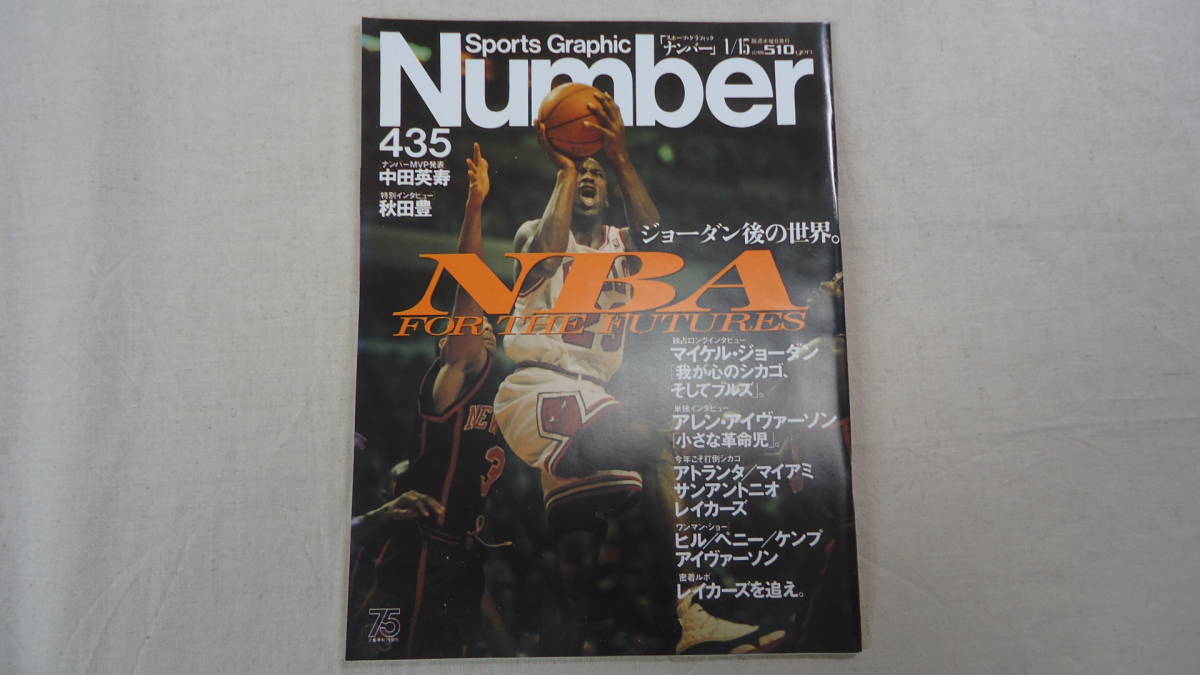 Sports Graphic
スポーツ・グラフィック
「ナンバー」 1/15
510yen
Number
435
ナンバーMVP発表
中田英寿
特別インタビュー
秋田豊
ジョーダン後の世界。
NBA
FOR THE FUTURES
独占ロングインタビュー
マイケル・ジョーダン
「我が心のシカゴ、
そしてブルズ」。
単独インタビュー
アレン・アイヴァーソン
「小さな革命児」。
今年こそ打倒シカゴ
アトランタ/マイアミ
サンアントニオ
レイカーズ
ワンマン・ショー
ヒル/ペニー/ケンプ
アイヴァーソン
密着ルポ
レイカーズを追え。
NEW
3
23
75